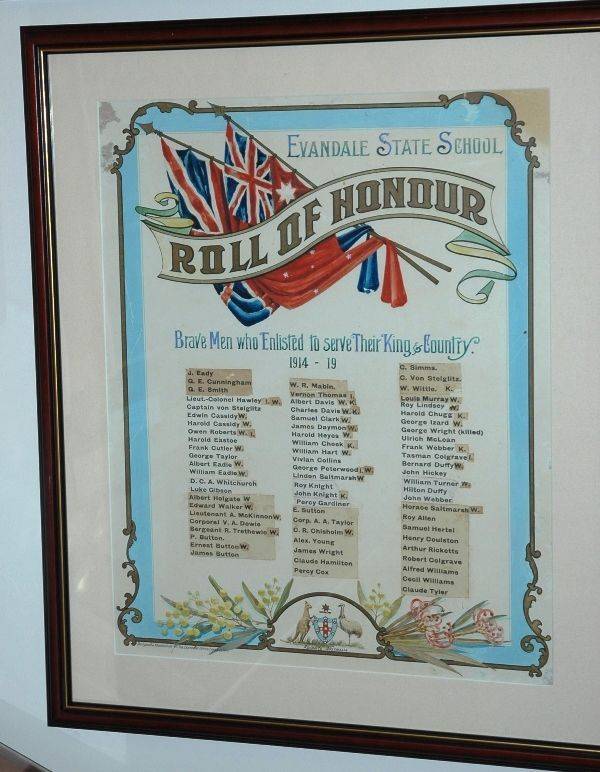 EVANDALE STATE SCHOOL
ROLL OF HONOUR
Brave Men who Enlisted to serve Their King & Country.
1914 - 19
J. Eady
G. E. Cunningham
G. E. Smith
Lieut.-Colonel Hawley I. W.
Captain von Steiglitz
Edwin Cassidy W.
Harold Cassidy W.
Owen Roberts W. I.
Harold Eastoe
Frank Cutler W.
George Taylor
Albert Eadie W.
William Eadie W.
D. C. A. Whitchurch
Luke Gibson
Albert Holgate W
Edward Walker W.
Lieutenant A. McKinnon W.
Corporal V. A. Dowie
Sergeant R. Trethewie W.
P. Button.
Ernest Button W.
James Sutton
W. R. Mabin.
Vernon Thomas I.
Albert Davis W. K.
Charles Davis W. K.
Samuel Clark W.
James Daymon W.
Harold Heyes W.
William Cheek K.
William Hart W.
Vivian Collins
George Peterwood I. W.
Linden Saltmarsh W
Roy Knight
John Knight K.
Percy Gardiner
E. Sutton
Corp. A. A. Taylor
C. R. Chisholm W.
Alex. Young
James Wright
Claude Hamilton
Percy Cox
C. Simms.
C. Von Steiglitz.
W. Wittle. K.
Louis Murray W.
Roy Lindsey W.
Harold Chugg K.
George Izard W.
George Wright (killed)
Ulrich McLean
Frank Webber K.
Tasman Colgrave I.
Bernard Duffy W.
John Hickey
William Turner W.
Hilton Duffy
John Webber
Horace Saltmarsh W.
Roy Allen
Samuel Hertel
Henry Coulston
Arthur Ricketts
Robert Colgrave
Alfred Williams
Cecil Williams
Claude Tyler